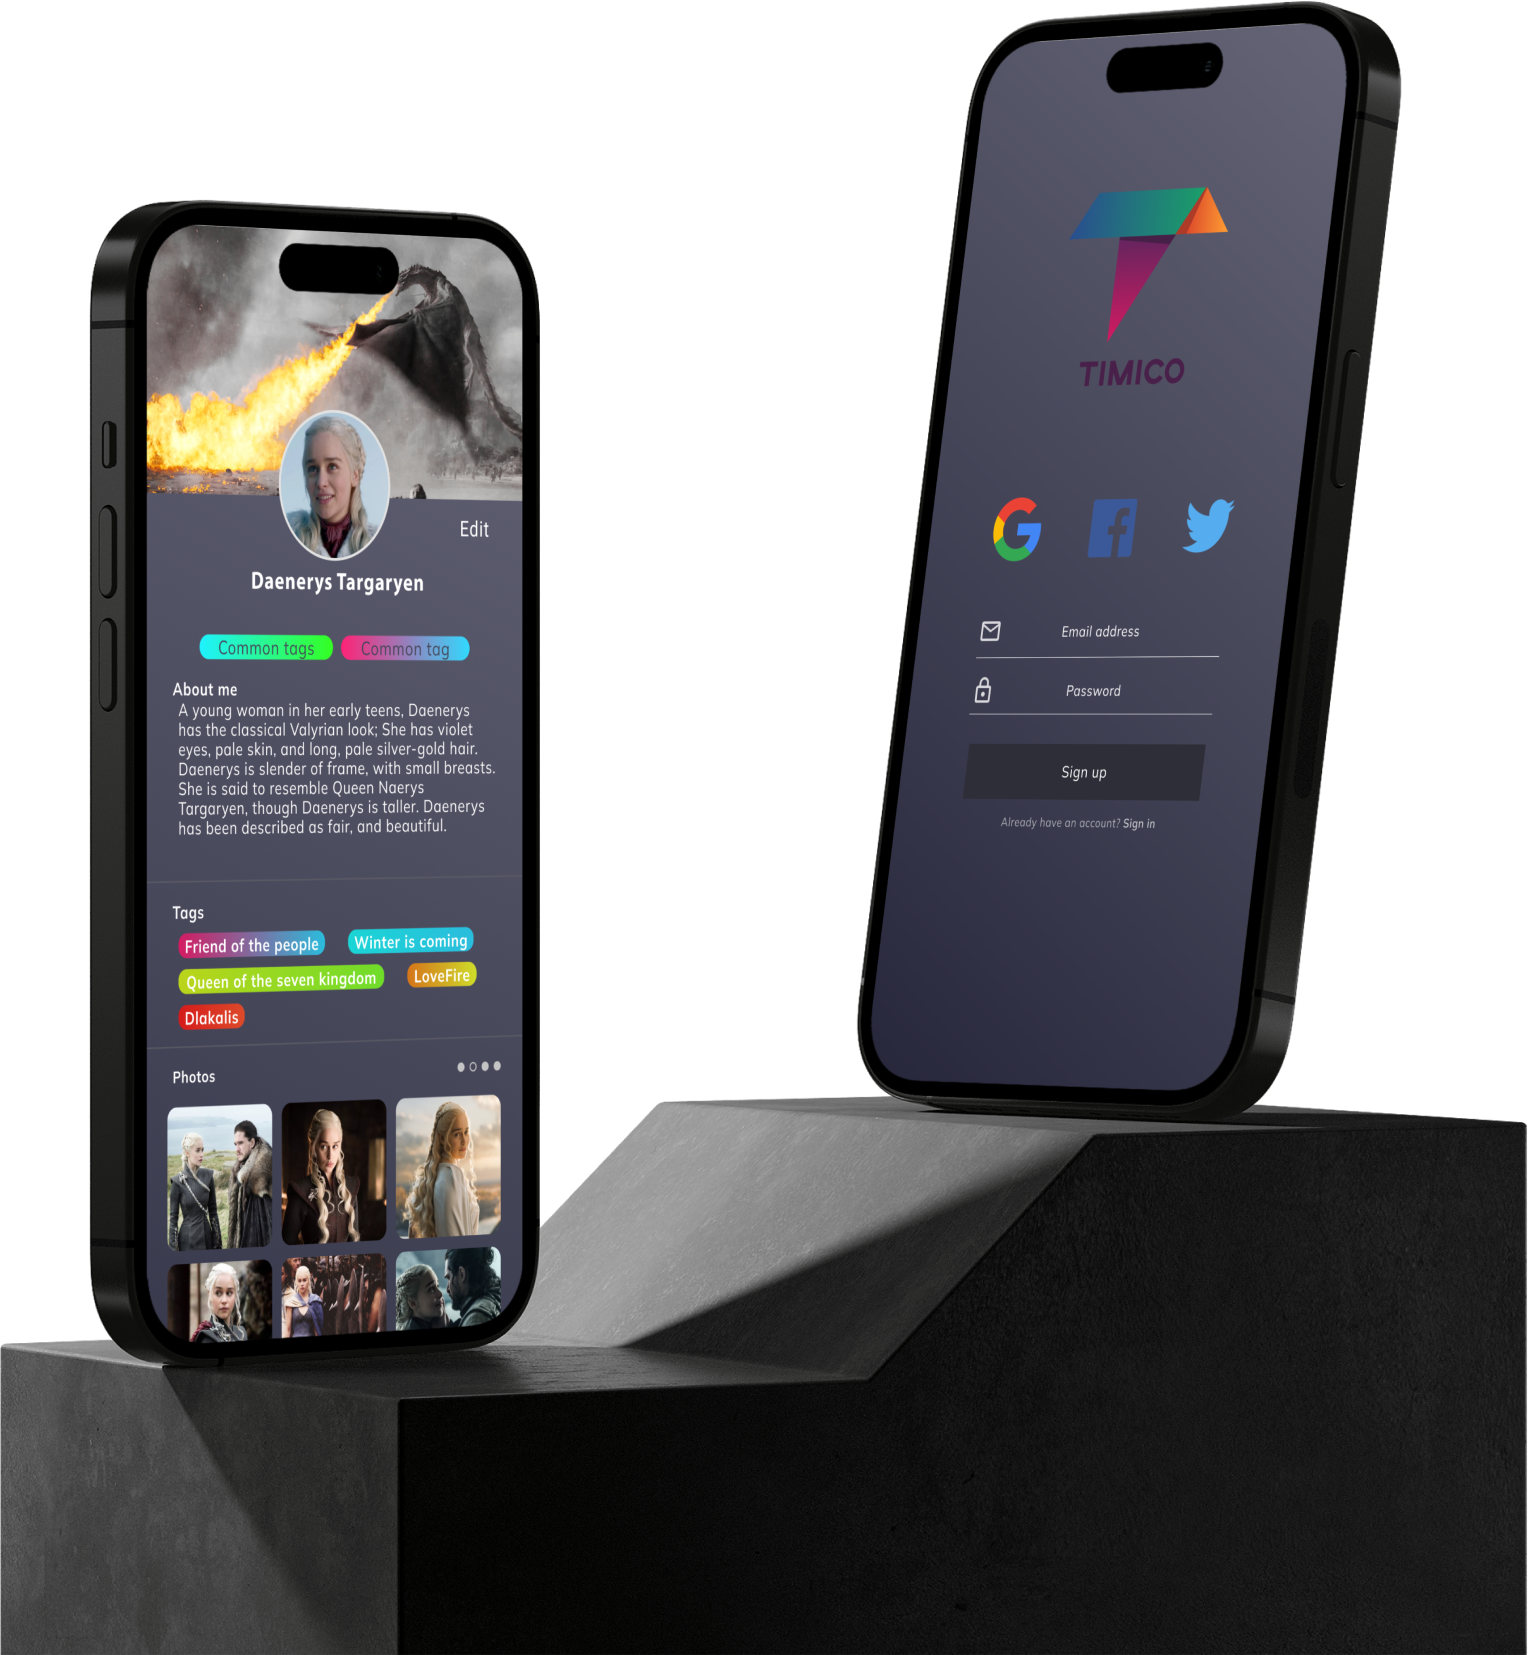 Edit
Daenerys Targaryen
Common tags
Common tag
About me
A young woman in her early teens, Daenerys
has the classical Valyrian look; She has violet
eyes, pale skin, and long, pale silver-gold hair.
Daenerys is slender of frame, with small breasts.
She is said to resemble Queen Naerys
Targaryen, though Daenerys is taller. Daenerys
has been described as fair, and beautiful.
Tags
Friend of the people
Winter is coming
Queen of the seven kingdom
LoveFire
Dlakalis
Photos
TIMICO
Email address
Password
Sign up
Already have an account? Sign in